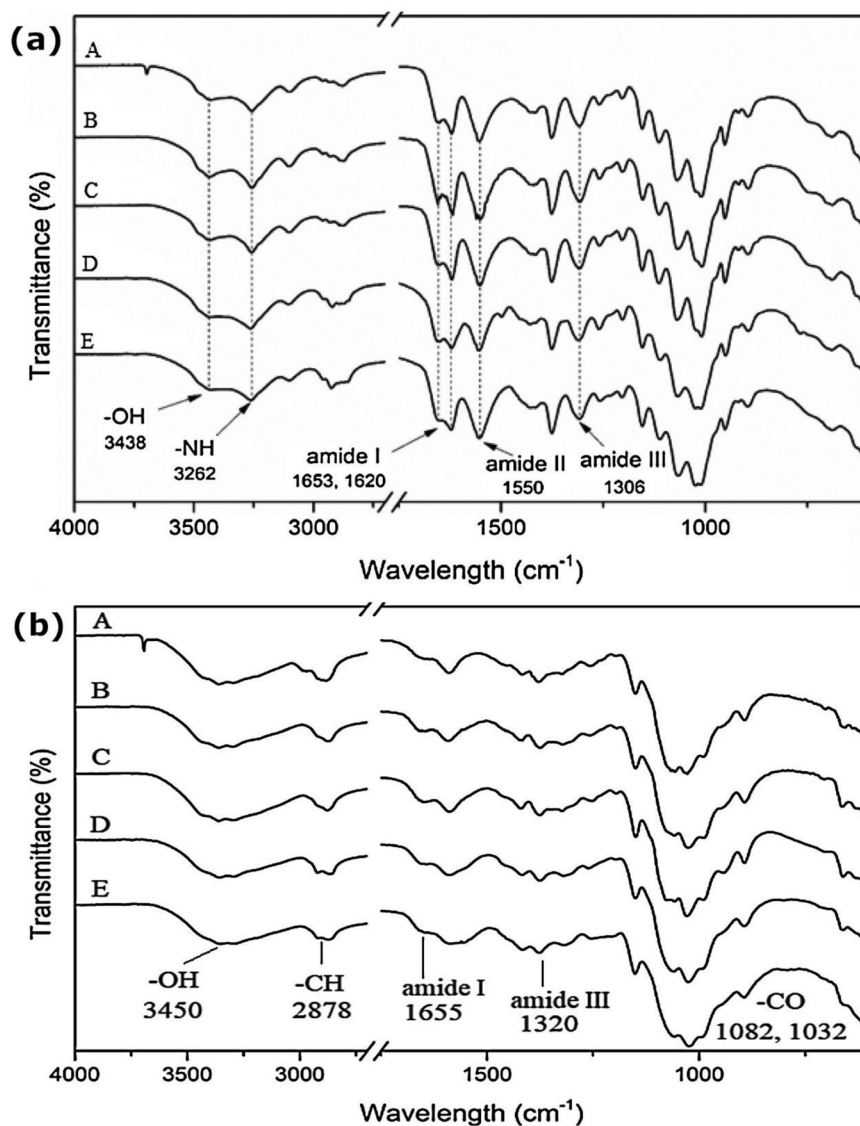 (a)
A
B
C
D
E
Transmittance (%)
-OH
3438
-NH
3262
amide I
1653, 1620
amide II
1550
amide III
1306
4000 3500 3000 1500 1000
Wavelength (cm-1)
(b)
A
B
C
D
E
Transmittance (%)
-OH
3450
-CH
2878
amide I
1655
amide III
1320
-CO
1082, 1032
4000 3500 3000 1500 1000
Wavelength (cm-1)